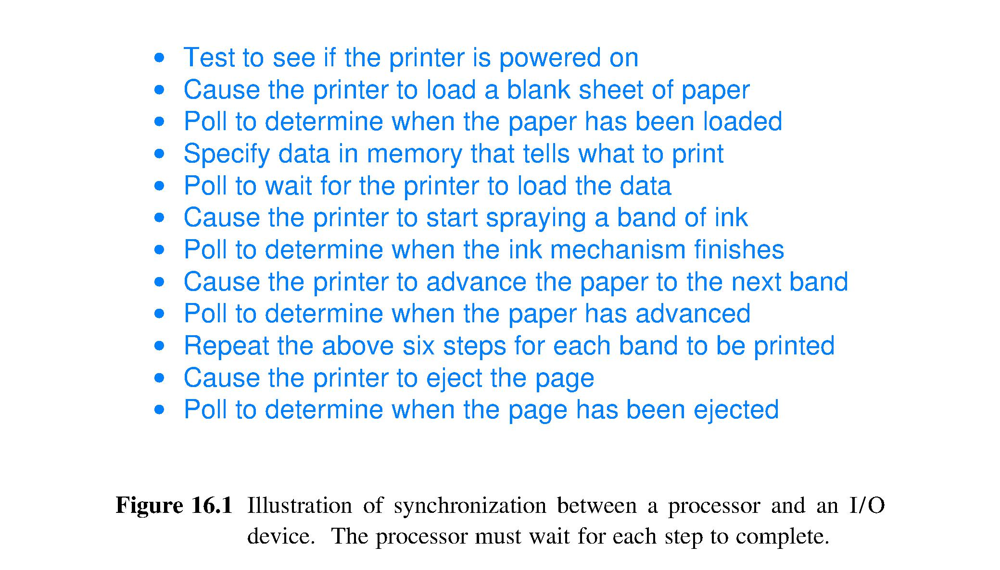 • Test to see if the printer is powered on
• Cause the printer to load a blank sheet of paper
• Poll to determine when the paper has been loaded
• Specify data in memory that tells what to print
• Poll to wait for the printer to load the data
• Cause the printer to start spraying a band of ink
• Poll to determine when the ink mechanism finishes
• Cause the printer to advance the paper to the next band
• Poll to determine when the paper has advanced
• Repeat the above six steps for each band to be printed
• Cause the printer to eject the page
• Poll to determine when the page has been ejected
Figure 16.1 Illustration of synchronization between a processor and an I/O
device. The processor must wait for each step to complete.